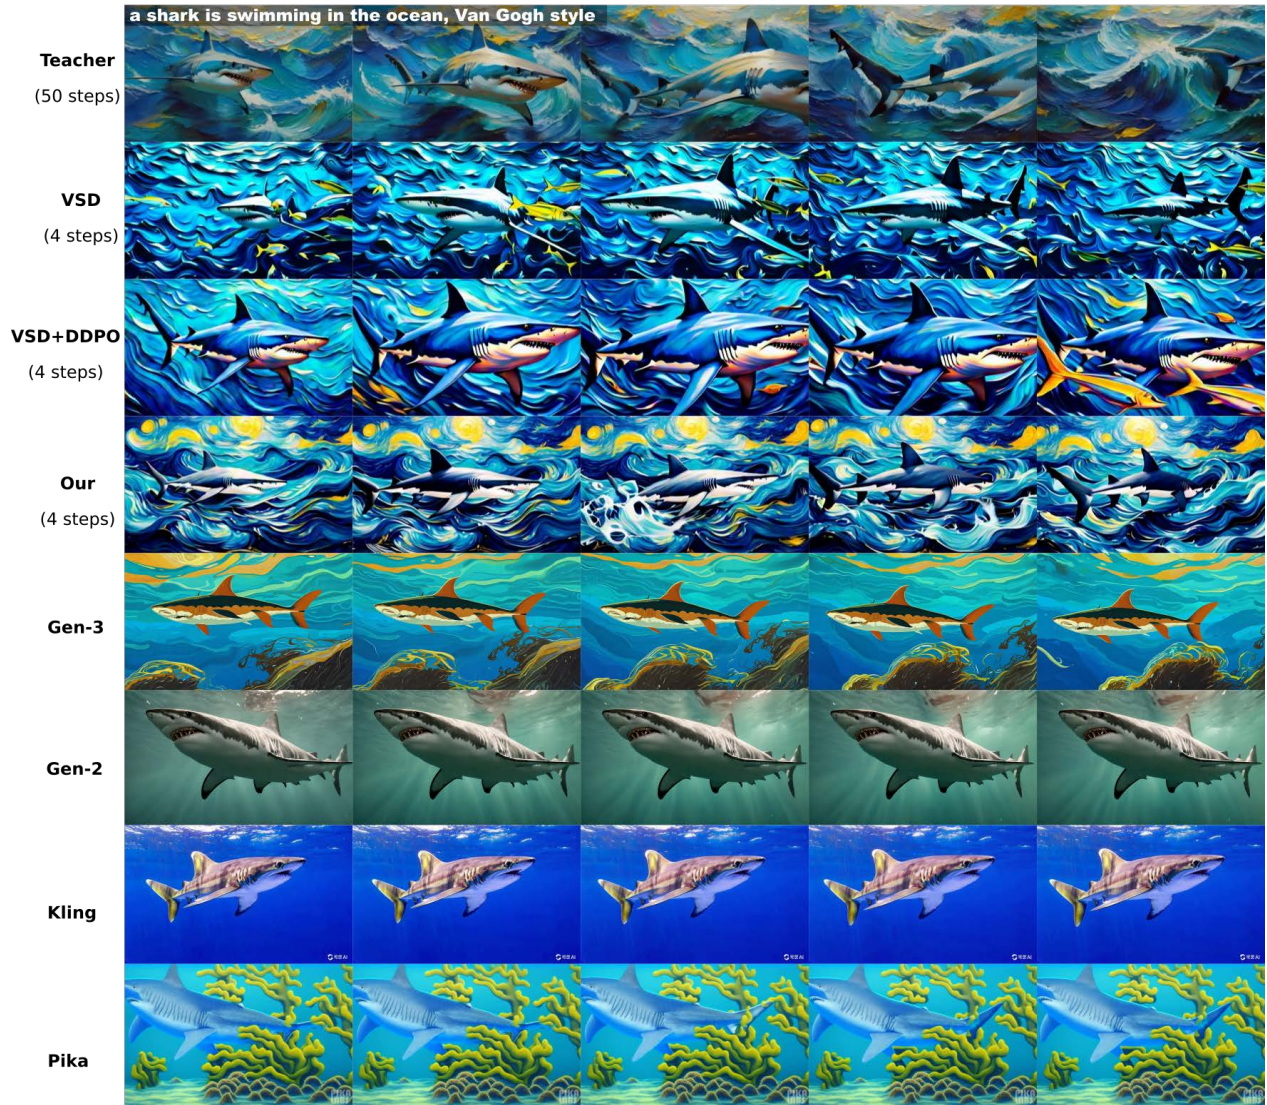 a shark is swimming in the ocean, Van Gogh style
Teacher
(50 steps)
VSD
(4 steps)
VSD+DDPO
(4 steps)
Our
(4 steps)
Gen-3
Gen-2
Kling
Pika